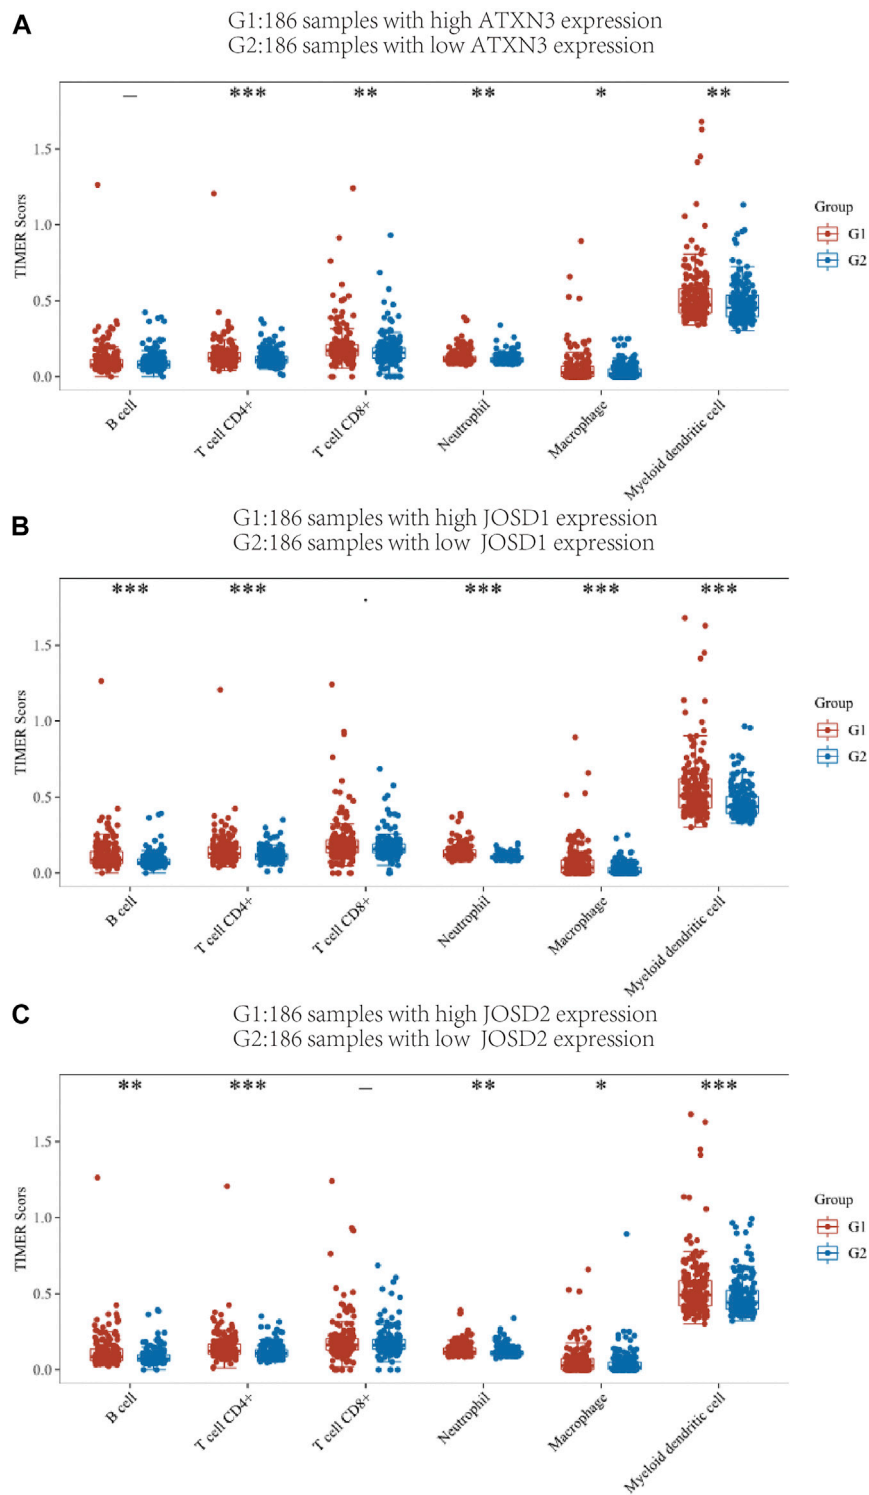 A
G1:186 samples with high ATXN3 expression
G2:186 samples with low ATXN3 expression
— *** ** ** * **
TIMER Scors
1.5
1.0
0.5
0.0
B cell
T cell CD4+
T cell CD8+
Neutrophil
Macrophage
Myeloid dendritic cell
Group
G1
G2
B
G1:186 samples with high JOSD1 expression
G2:186 samples with low JOSD1 expression
*** *** . *** *** ***
TIMER Scors
1.5
1.0
0.5
0.0
B cell
T cell CD4+
T cell CD8+
Neutrophil
Macrophage
Myeloid dendritic cell
Group
G1
G2
C
G1:186 samples with high JOSD2 expression
G2:186 samples with low JOSD2 expression
** *** — ** * ***
TIMER Scors
1.5
1.0
0.5
0.0
B cell
T cell CD4+
T cell CD8+
Neutrophil
Macrophage
Myeloid dendritic cell
Group
G1
G2